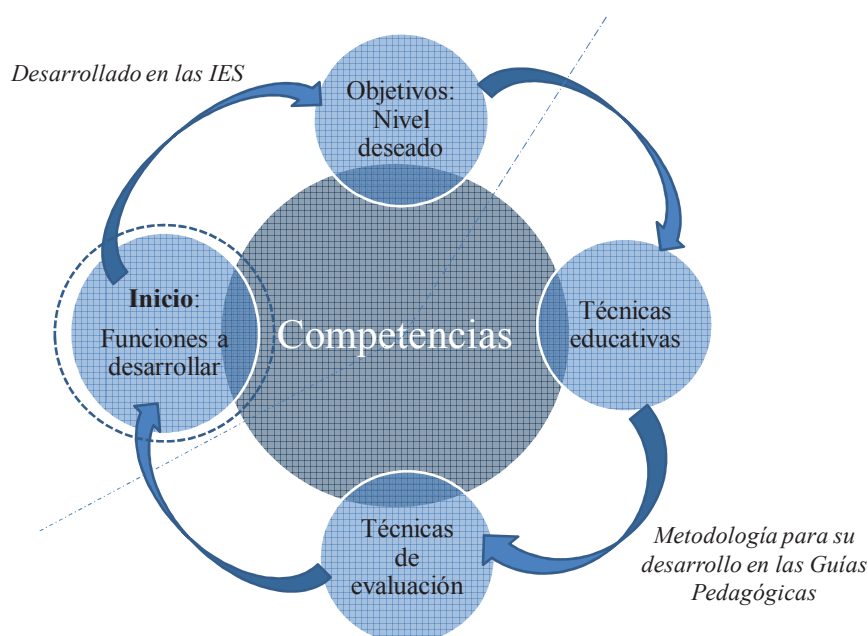 Desarrollado en las IES
Objetivos:
Nivel
deseado
Inicio:
Funciones a
desarrollar
Competencias
Técnicas
educativas
Técnicas
de
evaluación
Metodología para su
desarrollo en las Guías
Pedagógicas